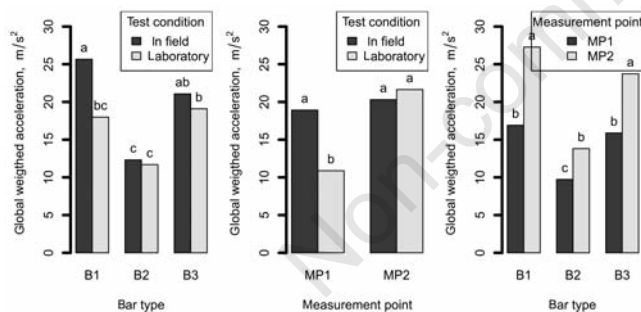 Global weigthed acceleration, m/s²
30
25
20
15
10
5
0
Test condition
In field
Laboratory
a
bc
c
c
ab
b
B1
B2
B3
Bar type
Global weigthed acceleration, m/s²
30
25
20
15
10
5
0
Test condition
In field
Laboratory
a
b
a
a
MP1
MP2
Measurement point
Global weigthed acceleration, m/s²
30
25
20
15
10
5
0
Measurement point
MP1
MP2
b
a
c
b
b
a
B1
B2
B3
Bar type